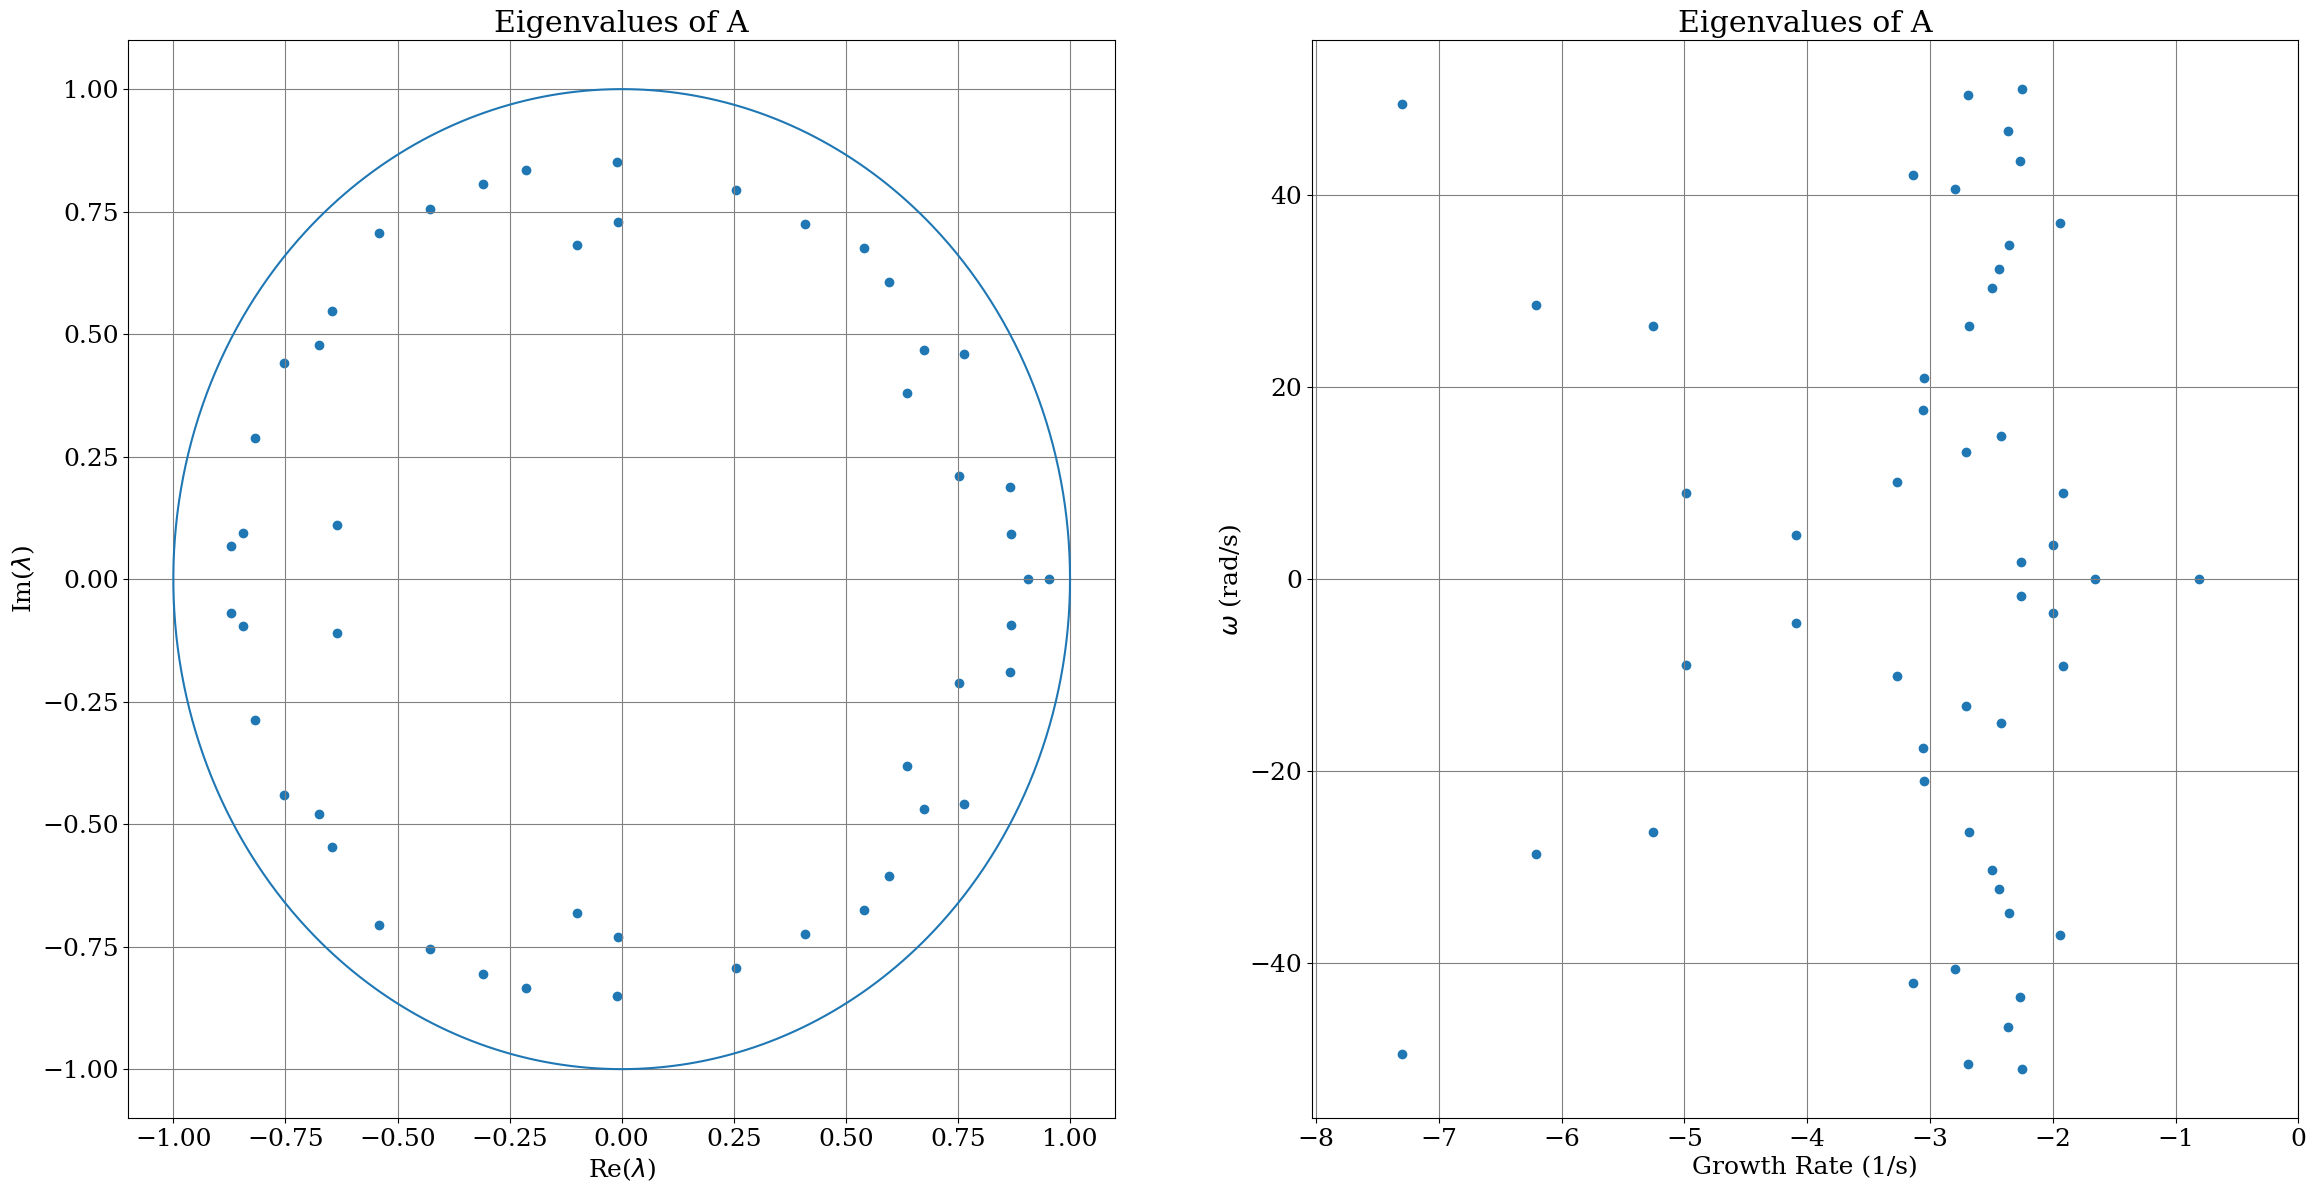 Eigenvalues of A
1.00
0.75
0.50
0.25
0.00
−0.25
−0.50
−0.75
−1.00
Im(λ)
−1.00 −0.75 −0.50 −0.25 0.00 0.25 0.50 0.75 1.00
Re(λ)
Eigenvalues of A
40
20
0
−20
−40
ω (rad/s)
−8 −7 −6 −5 −4 −3 −2 −1 0
Growth Rate (1/s)